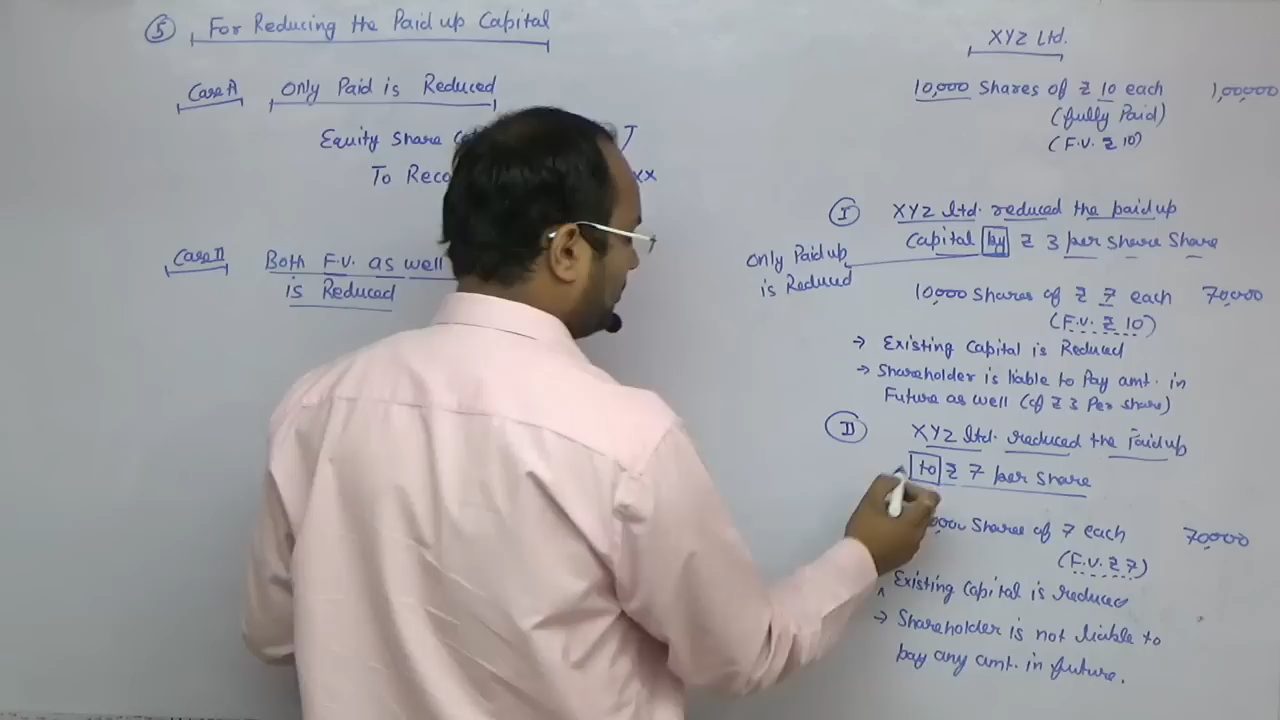 ⑤ For Reducing the Paid up Capital
Case A Only Paid is Reduced
Equity Share
To
xx
Case II Both F.V. as well
is Reduced
XYZ Ltd.
10,000 Shares of ₹ 10 each 1,00,000
(fully Paid)
(F.V. ₹ 10)
Ⓘ XYZ Ltd. reduced the paid up
Capital by ₹ 3 per share Share
Only Paid up
is Reduced
10,000 Shares of ₹ 7 each 70,000
(F.V. ₹ 10)
→ Existing Capital is Reduced
→ Shareholder is liable to Pay amt. in
Future as well (of ₹ 3 Per share)
II XYZ Ltd. reduced the Paid up
to ₹ 7 per share
Shares of 7 each 70,000
(F.V. ₹ 7)
Existing Capital is reduced
→ Shareholder is not liable to
pay any amt. in future.